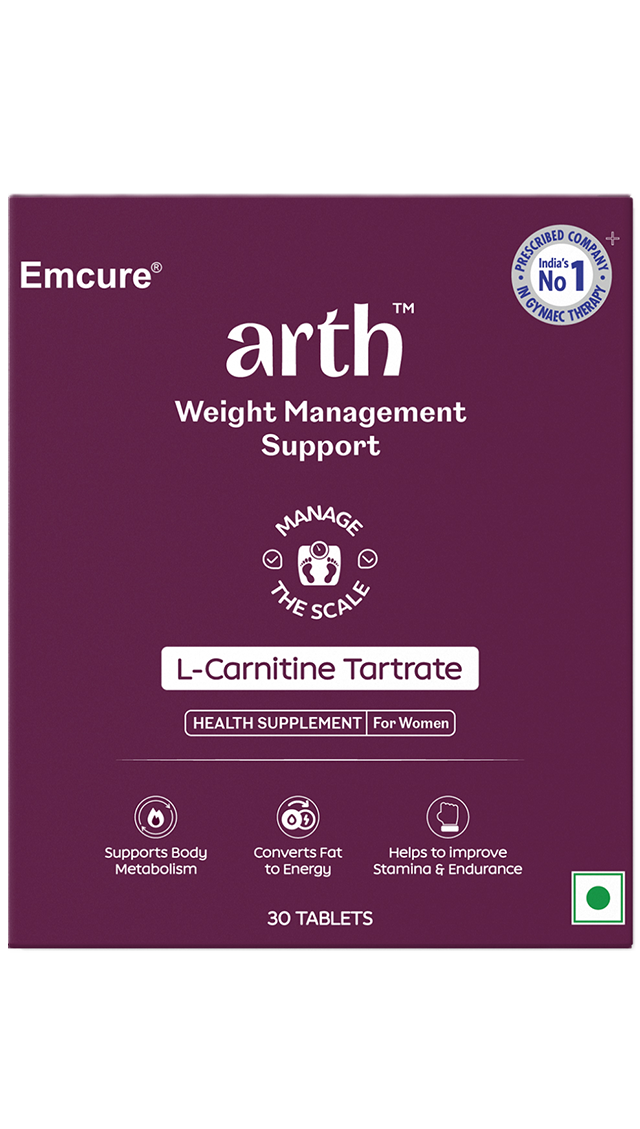 Emcure®
PRESCRIBED COMPANY
India's
No 1
IN GYNAEC THERAPY
arth™
Weight Management
Support
MANAGE
THE SCALE
L-Carnitine Tartrate
HEALTH SUPPLEMENT For Women
Supports Body
Metabolism
Converts Fat
to Energy
Helps to improve
Stamina & Endurance
30 TABLETS